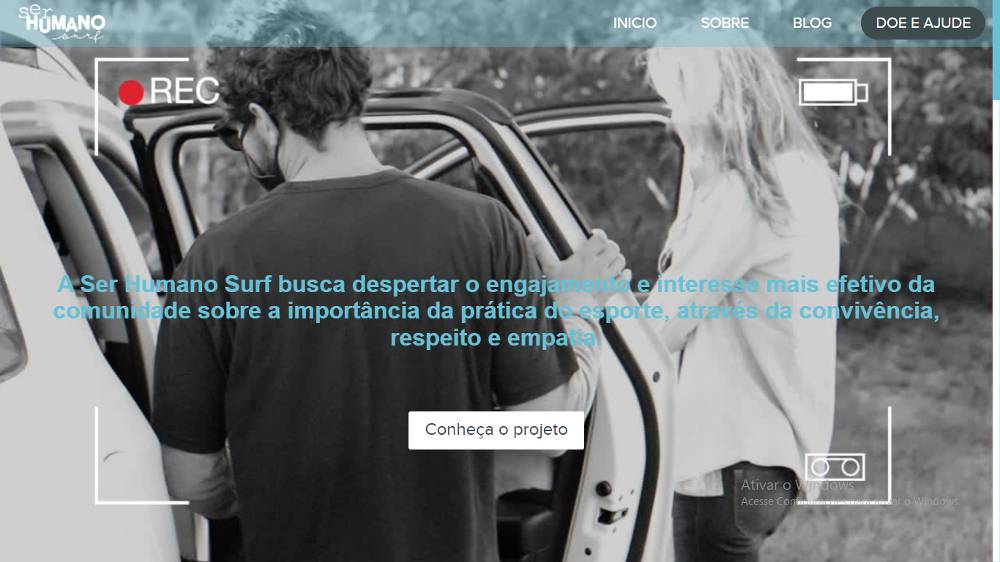 ser
HUMANO
surf
INICIO
SOBRE
BLOG
DOE E AJUDE
REC
A Ser Humano Surf busca despertar o engajamento e interesse mais efetivo da
comunidade sobre a importância da prática do esporte, através da convivência,
respeito e empatia.
Conheça o projeto
Ativar o Windows
Acesse Configurações para ativar o Windows.